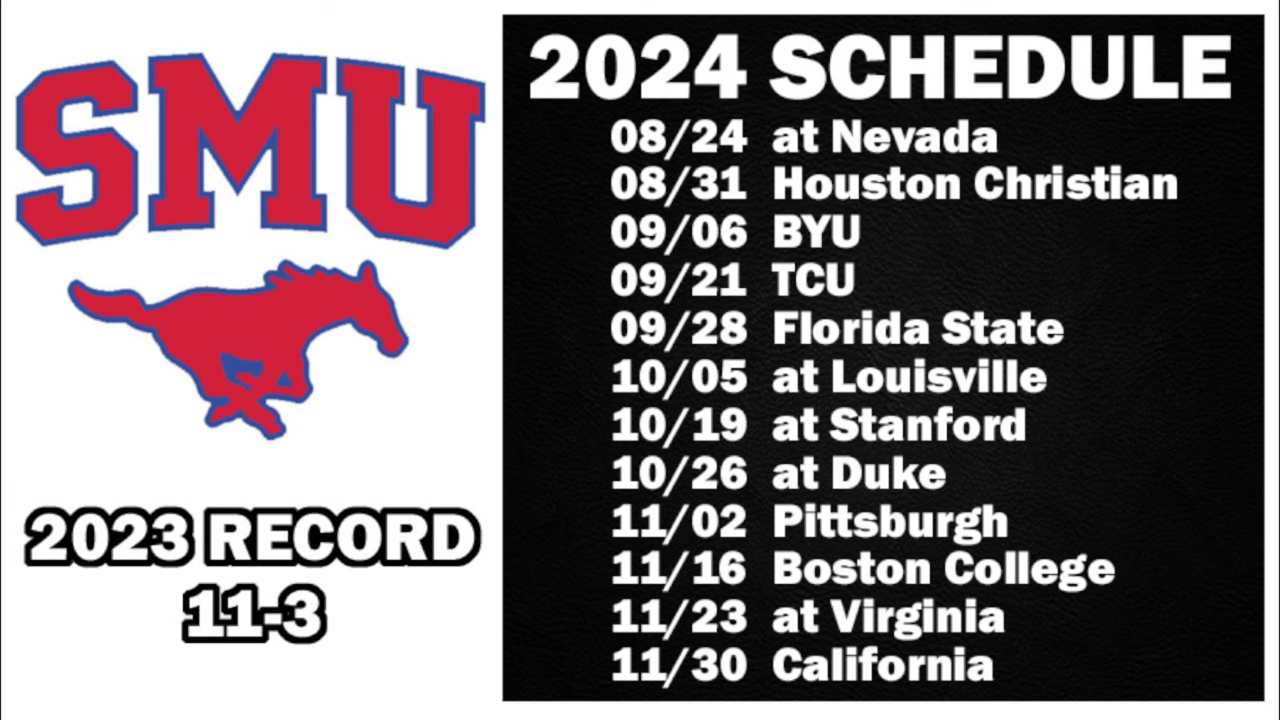 SMU
2023 RECORD
11-3
2024 SCHEDULE
08/24 at Nevada
08/31 Houston Christian
09/06 BYU
09/21 TCU
09/28 Florida State
10/05 at Louisville
10/19 at Stanford
10/26 at Duke
11/02 Pittsburgh
11/16 Boston College
11/23 at Virginia
11/30 California